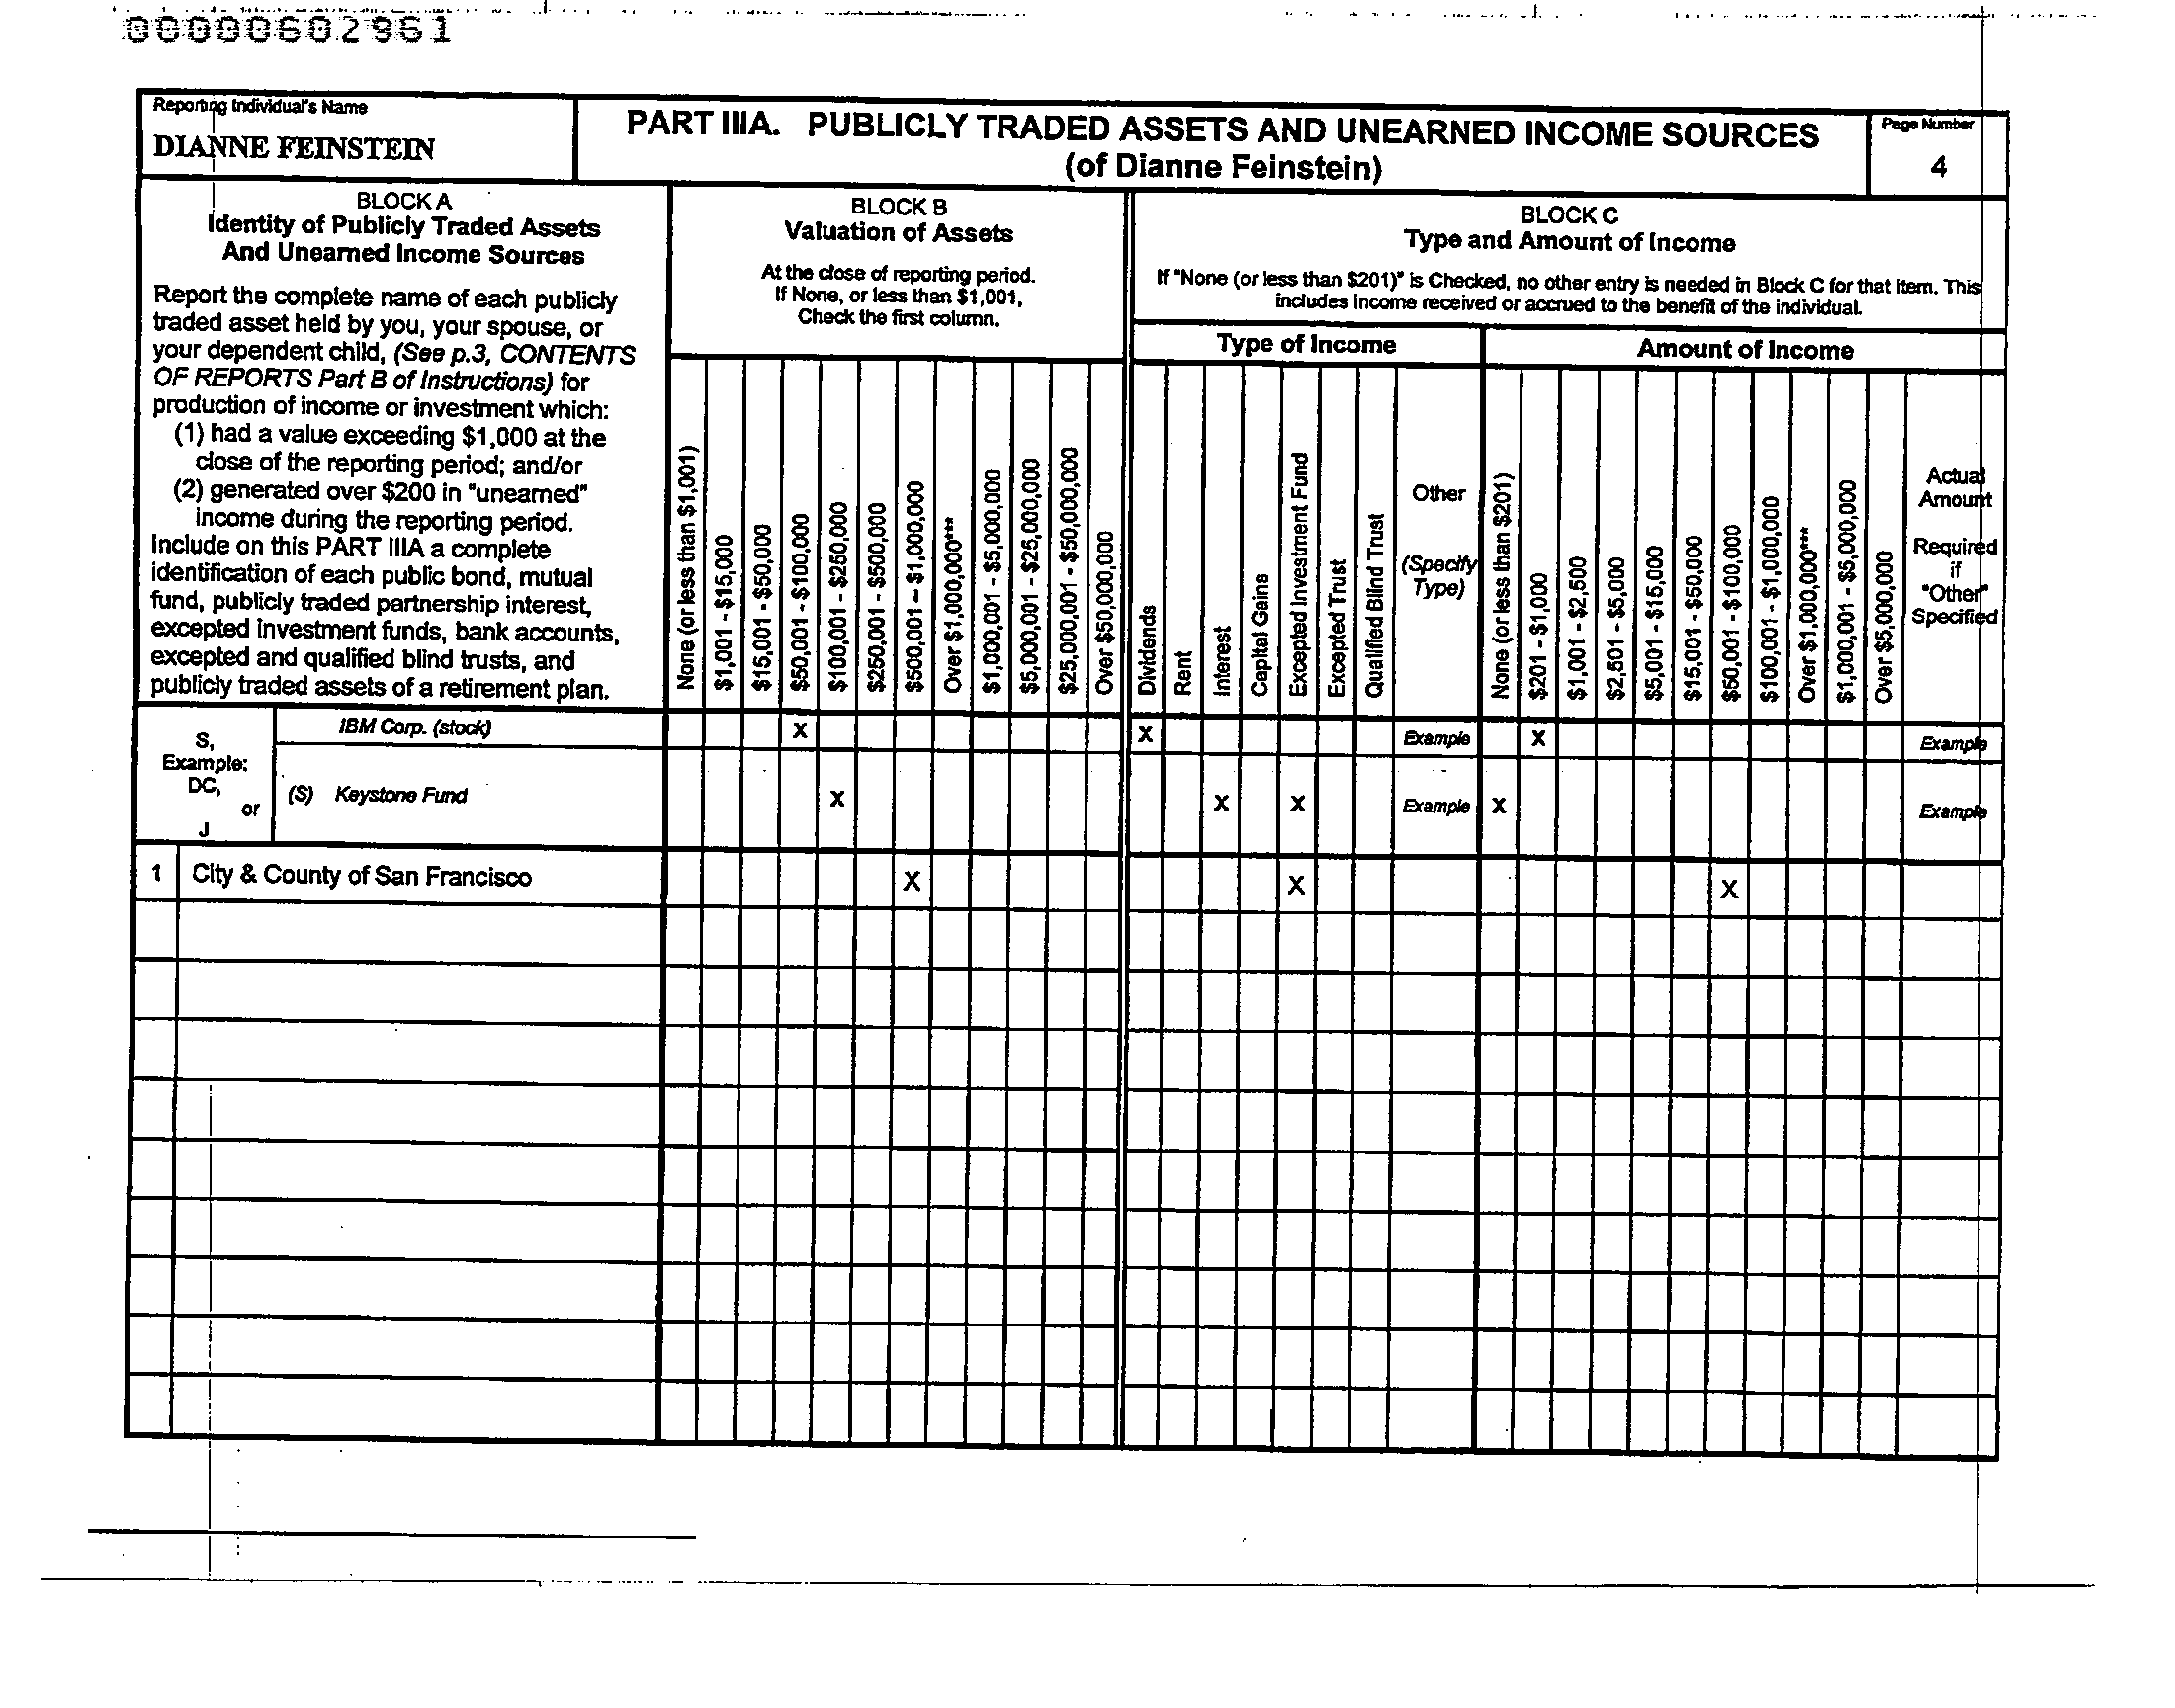 00000602961
Reporting Individual's Name
DIANNE FEINSTEIN
PART IIIA. PUBLICLY TRADED ASSETS AND UNEARNED INCOME SOURCES
(of Dianne Feinstein)
Page Number
4
BLOCK A
Identity of Publicly Traded Assets
And Unearned Income Sources
Report the complete name of each publicly
traded asset held by you, your spouse, or
your dependent child, (See p.3, CONTENTS
OF REPORTS Part B of Instructions) for
production of income or investment which:
(1) had a value exceeding $1,000 at the
close of the reporting period; and/or
(2) generated over $200 in "unearned"
income during the reporting period.
Include on this PART IIIA a complete
identification of each public bond, mutual
fund, publicly traded partnership interest,
excepted investment funds, bank accounts,
excepted and qualified blind trusts, and
publicly traded assets of a retirement plan.
BLOCK B
Valuation of Assets
At the close of reporting period.
If None, or less than $1,001,
Check the first column.
None (or less than $1,001)
$1,001 - $15,000
$15,001 - $50,000
$50,001 - $100,000
$100,001 - $250,000
$250,001 - $500,000
$500,001 - $1,000,000
Over $1,000,000***
$1,000,001 - $5,000,000
$5,000,001 - $25,000,000
$25,000,001 - $50,000,000
Over $50,000,000
BLOCK C
Type and Amount of Income
If "None (or less than $201)" is Checked, no other entry is needed in Block C for that item. This
includes income received or accrued to the benefit of the individual.
Type of Income
Dividends
Rent
Interest
Capital Gains
Excepted Investment Fund
Excepted Trust
Qualified Blind Trust
Other
(Specify
Type)
Amount of Income
None (or less than $201)
$201 - $1,000
$1,001 - $2,500
$2,501 - $5,000
$5,001 - $15,000
$15,001 - $50,000
$50,001 - $100,000
$100,001 - $1,000,000
Over $1,000,000***
$1,000,001 - $5,000,000
Over $5,000,000
Actual
Amount
Required
if
"Other"
Specified
S,
Example:
DC,
or
J
IBM Corp. (stock) X X Example X Example
(S) Keystone Fund X X X Example X Example
1 City & County of San Francisco X X X